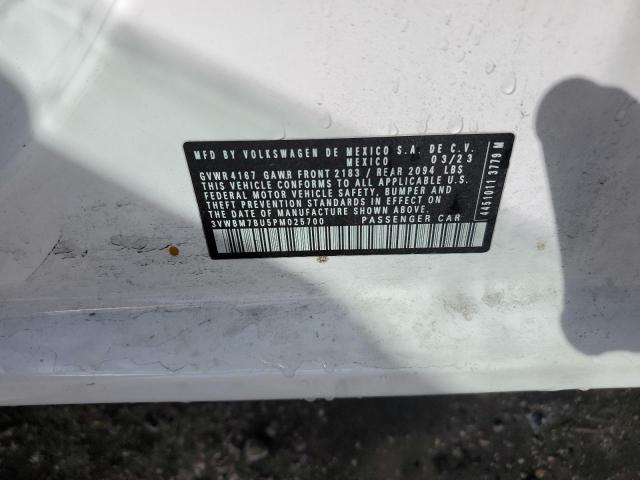 MFD BY VOLKSWAGEN DE MEXICO S.A. DE C.V.
MEXICO 03/23
GVWR 4167 GAWR FRONT 2183 / REAR 2094 LBS
THIS VEHICLE CONFORMS TO ALL APPLICABLE U.S.
FEDERAL MOTOR VEHICLE SAFETY, BUMPER AND
THEFT PREVENTION STANDARDS IN EFFECT ON
THE DATE OF MANUFACTURE SHOWN ABOVE.
3VWBM7BU5PM025700 PASSENGER CAR
4451011 3779 M